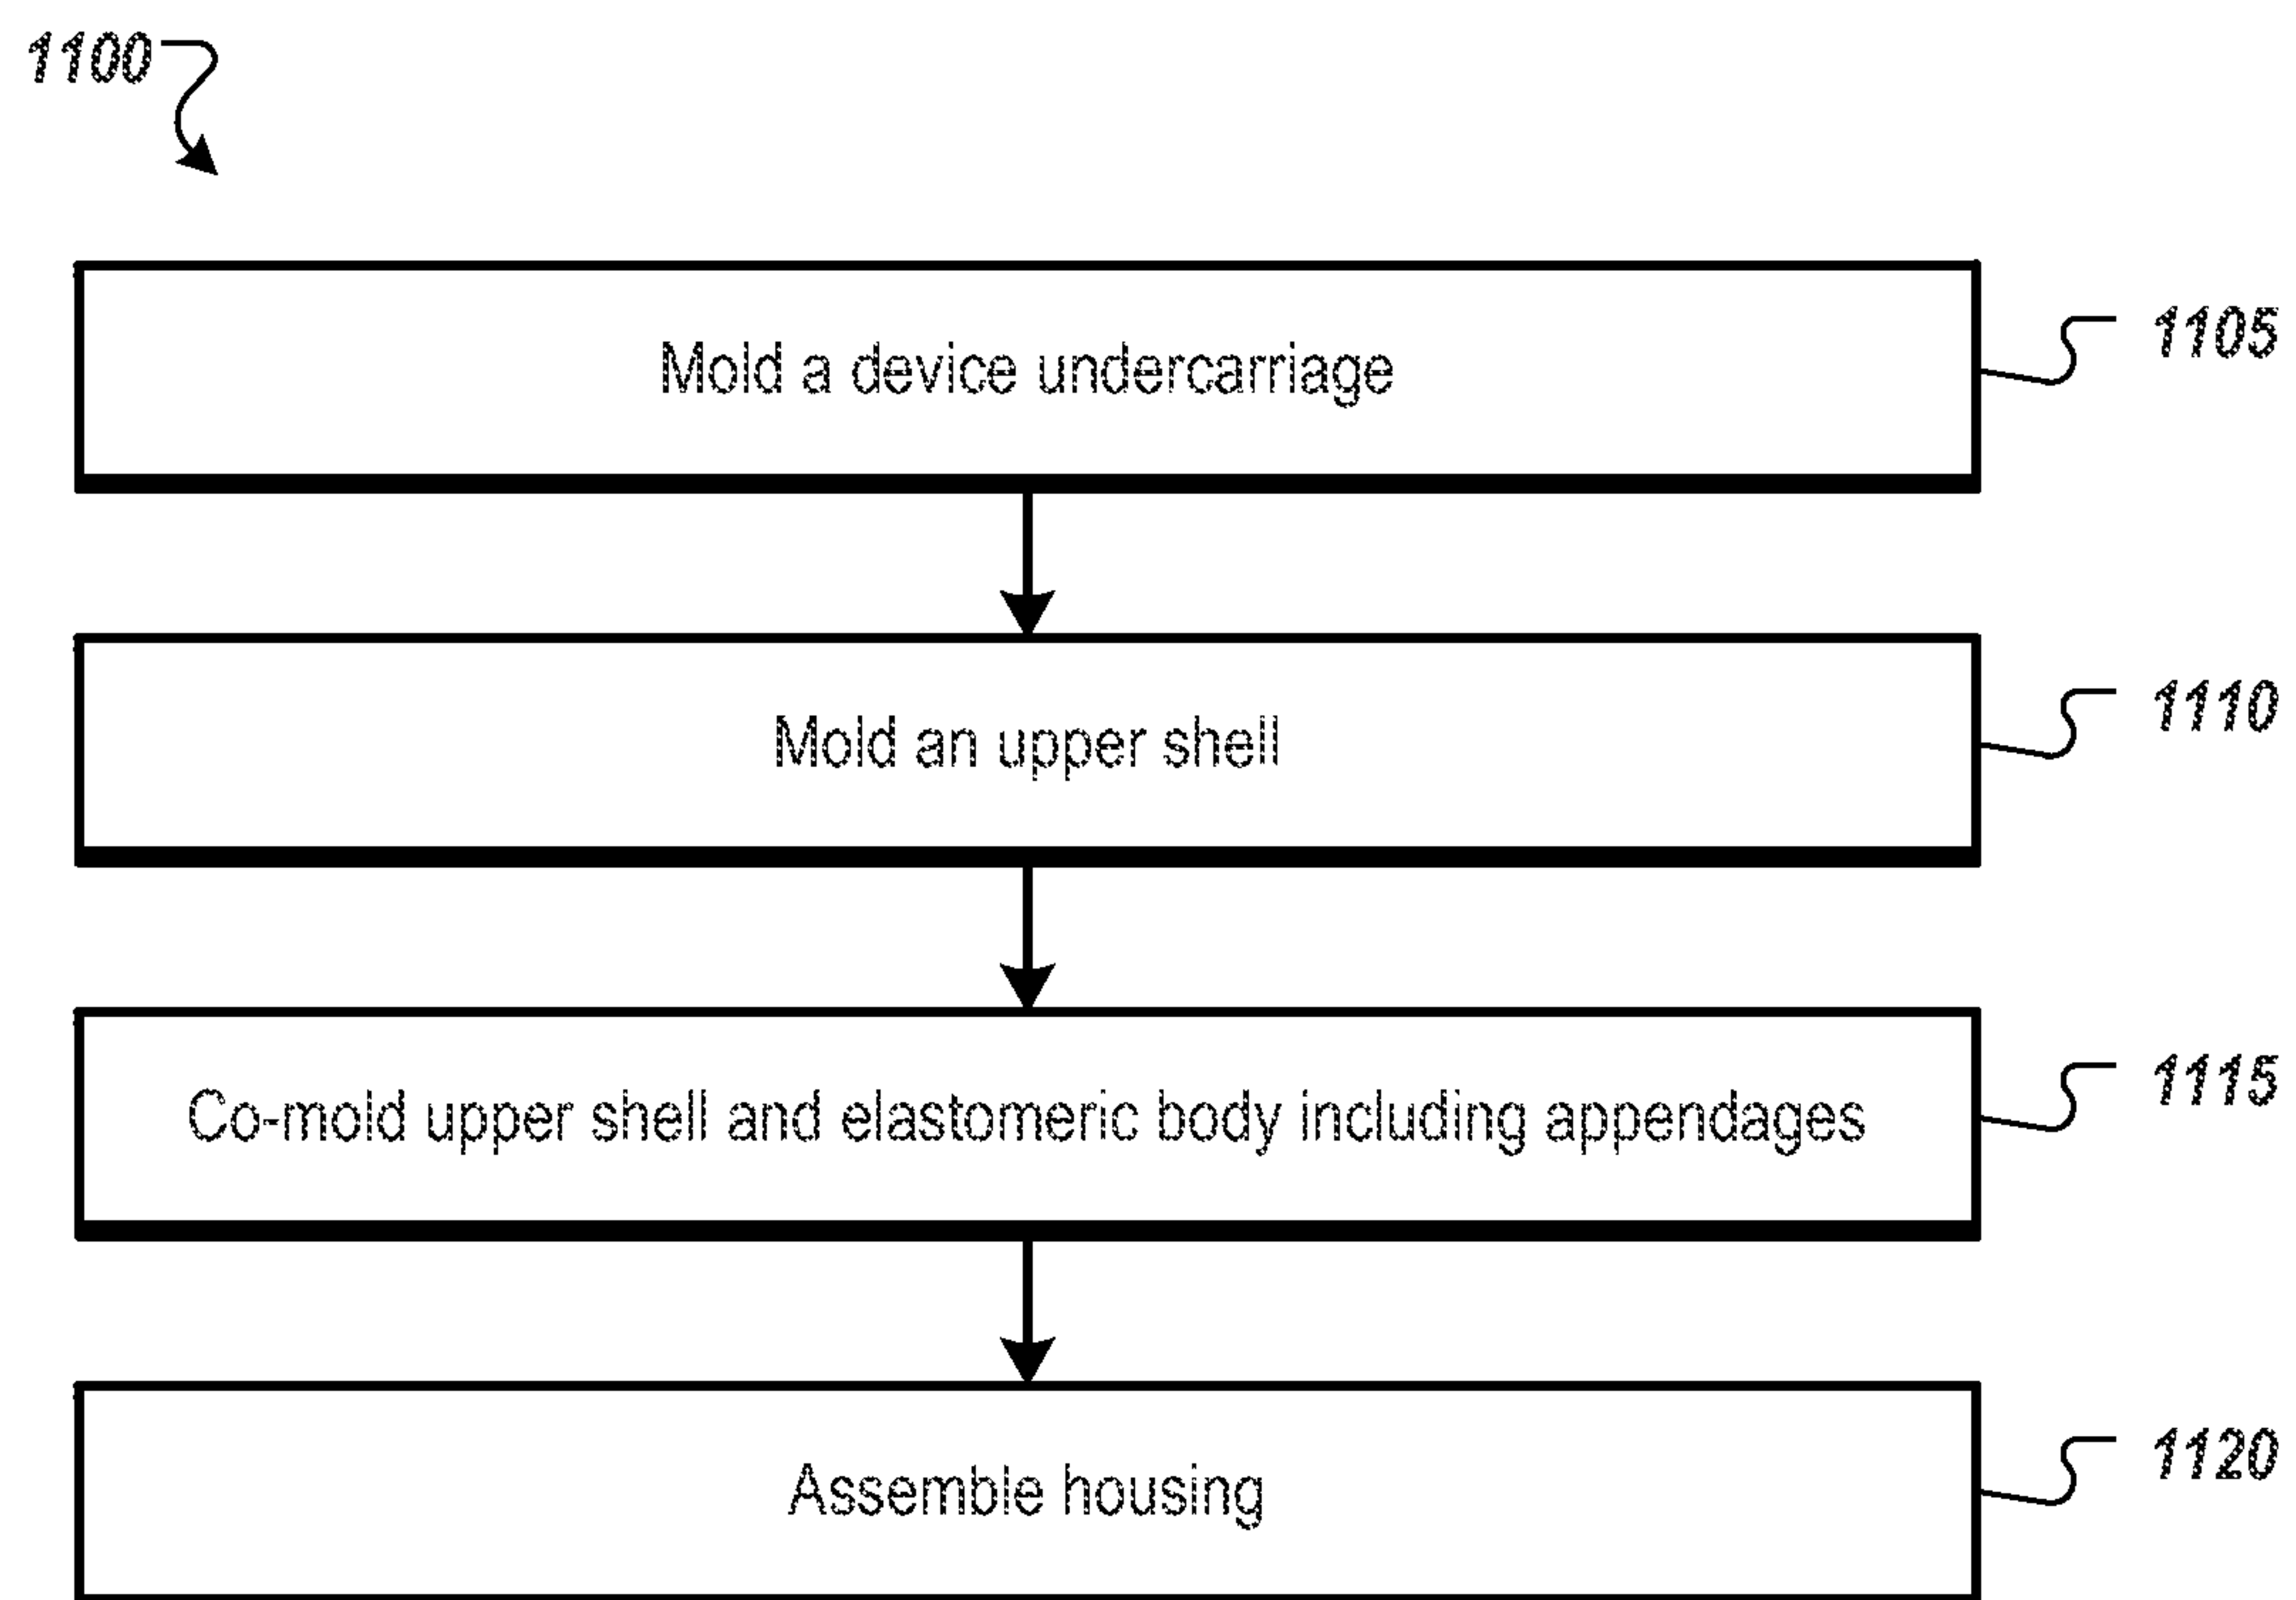 1100
Mold a device undercarriage
1105
Mold an upper shell
1110
Co-mold upper shell and elastomeric body including appendages
1115
Assemble housing
1120